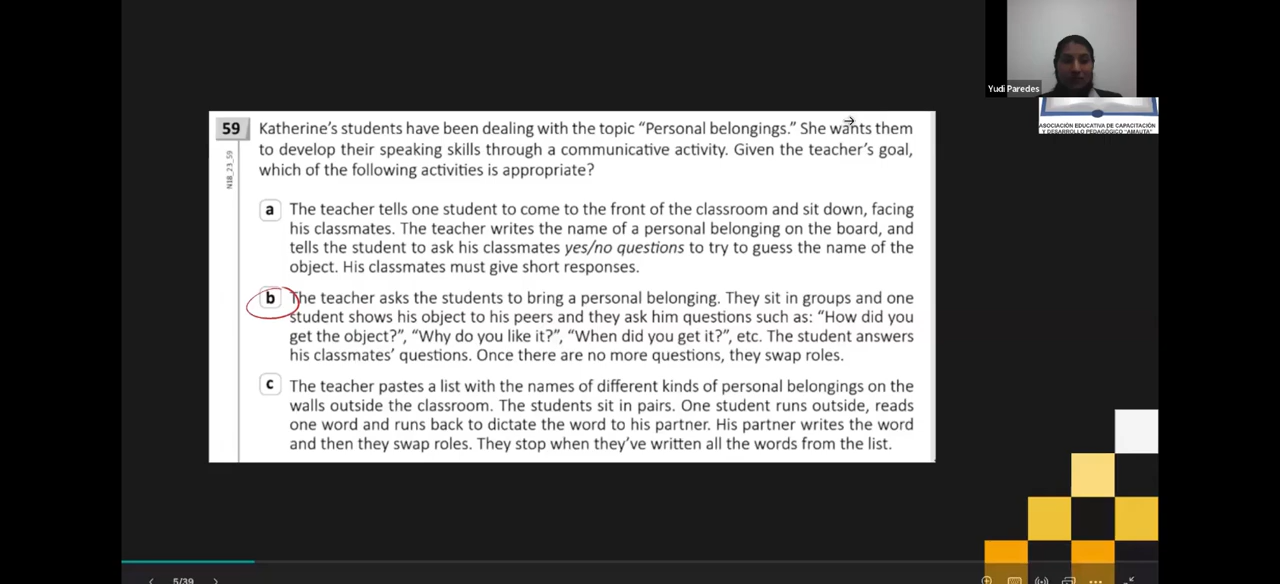 Yudi Paredes
ASOCIACIÓN EDUCATIVA DE CAPACITACIÓN
Y DESARROLLO PEDAGÓGICO "AMAUTA"
59
N18_23_59
Katherine's students have been dealing with the topic “Personal belongings.” She wants them
to develop their speaking skills through a communicative activity. Given the teacher's goal,
which of the following activities is appropriate?
a The teacher tells one student to come to the front of the classroom and sit down, facing
his classmates. The teacher writes the name of a personal belonging on the board, and
tells the student to ask his classmates yes/no questions to try to guess the name of the
object. His classmates must give short responses.
b The teacher asks the students to bring a personal belonging. They sit in groups and one
student shows his object to his peers and they ask him questions such as: “How did you
get the object?”, “Why do you like it?”, “When did you get it?”, etc. The student answers
his classmates' questions. Once there are no more questions, they swap roles.
c The teacher pastes a list with the names of different kinds of personal belongings on the
walls outside the classroom. The students sit in pairs. One student runs outside, reads
one word and runs back to dictate the word to his partner. His partner writes the word
and then they swap roles. They stop when they've written all the words from the list.
5/39